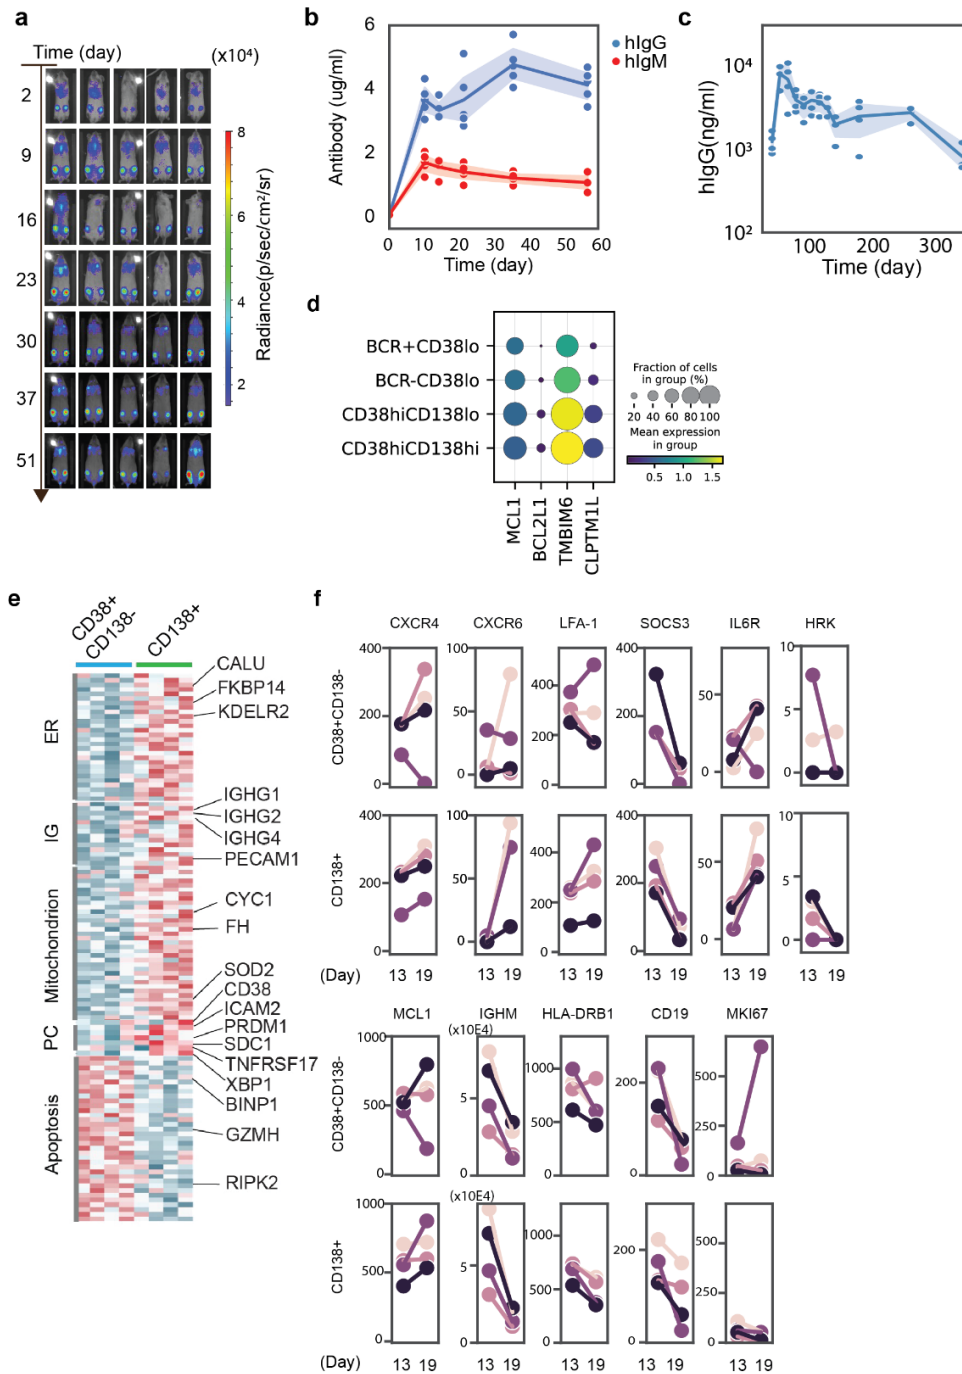 a
Time (day)
(x10⁴)
2
9
16
23
30
37
51
8
6
4
2
Radiance(p/sec/cm²/sr)
b
Antibody (ug/ml)
6
4
2
0
0 10 20 30 40 50 60
Time (day)
hIgG
hIgM
c
hIgG(ng/ml)
10⁴
10³
10²
100 200 300
Time (day)
d
BCR+CD38lo
BCR-CD38lo
CD38hiCD138lo
CD38hiCD138hi
MCL1
BCL2L1
TMBIM6
CLPTM1L
Fraction of cells
in group (%)
20 40 60 80 100
Mean expression
in group
0.5 1.0 1.5
e
CD38+
CD138-
CD138+
ER
IG
Mitochondrion
PC
Apoptosis
CALU
FKBP14
KDELR2
IGHG1
IGHG2
IGHG4
PECAM1
CYC1
FH
SOD2
CD38
ICAM2
PRDM1
SDC1
TNFRSF17
XBP1
BINP1
GZMH
RIPK2
f
CXCR4 CXCR6 LFA-1 SOCS3 IL6R HRK
CD38+CD138-
400 200 0
100 50 0
400 200 0
400 200 0
50 0
10 5 0
CD138+
400 200 0
100 50 0
400 200 0
400 200 0
50 0
10 5 0
(Day) 13 19 13 19 13 19 13 19 13 19 13 19
MCL1 IGHM HLA-DRB1 CD19 MKI67
(x10E4)
CD38+CD138-
1000 500 0
5 0
1000 500 0
200 0
500 250 0
(x10E4)
CD138+
1000 500 0
5 0
1000 500 0
200 0
500 250 0
(Day) 13 19 13 19 13 19 13 19 13 19